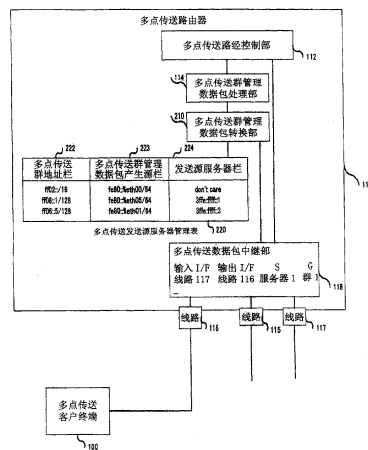 多点传送路由器
多点传送路经控制部
112
114
多点传送群管理
数据包处理部
210
多点传送群管理
数据包转换部
222
223
224
多点传送
群地址栏
多点传送群管理
数据包产生源栏
发送源服务器栏
ff02::/16
fe80::%eth00/64
don't care
ff06::1/128
fe80::%eth06/64
3ffe:ffff::1
ff06::5/128
fe80::%eth01/64
3ffe:ffff::2
多点传送发送源服务器管理表
220
11
多点传送数据包中继部
输入 I/F 输出 I/F S G
线路 117 线路 116 服务器 1 群 1
118
线路
116
线路
115
线路
117
多点传送
客户终端
100